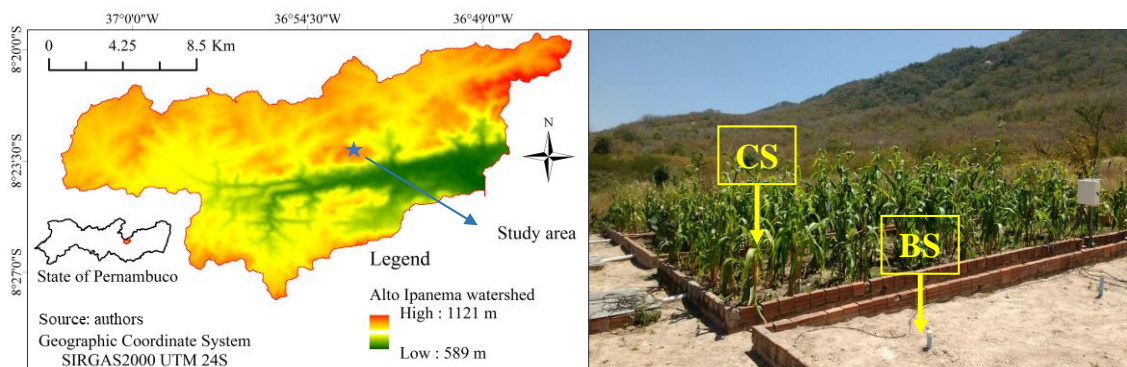 37°0'0"W
36°54'30"W
36°49'0"W
0 4.25 8.5 Km
8°20'0"S
8°23'30"S
8°27'0"S
N
Study area
State of Pernambuco
Legend
Alto Ipanema watershed
High : 1121 m
Low : 589 m
Source: authors
Geographic Coordinate System
SIRGAS2000 UTM 24S
CS
BS